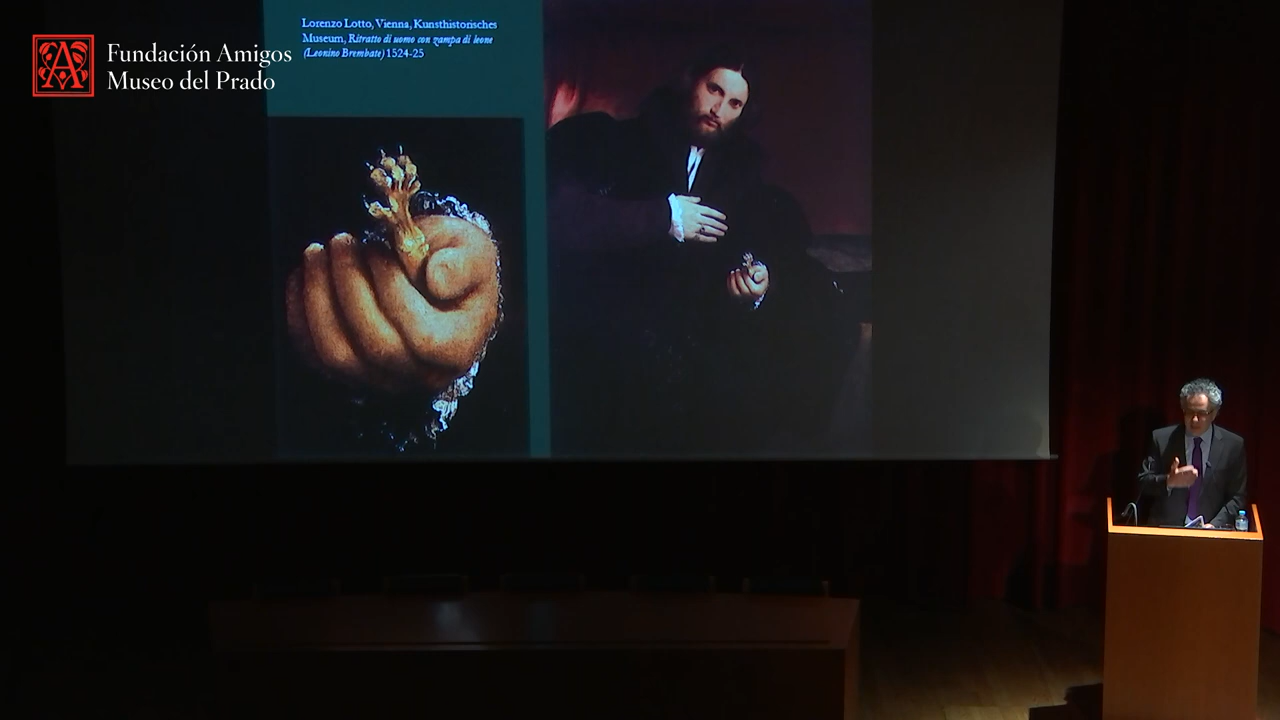 Fundación Amigos
Museo del Prado
Lorenzo Lotto, Vienna, Kunsthistorisches
Museum, Ritratto di uomo con zampa di leone
(Leonino Brembate) 1524-25